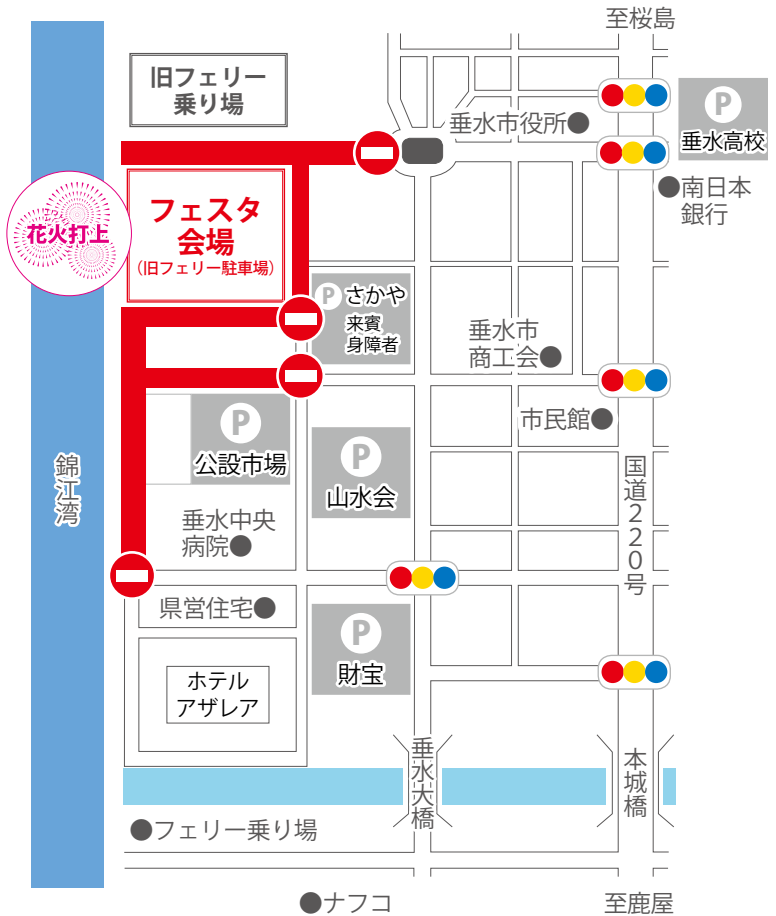 至桜島
旧フェリー
乗り場
P
垂水高校
垂水市役所●
●南日本
銀行
花火打上
フェスタ
会場
(旧フェリー駐車場)
P さかや
来賓
身障者
垂水市
商工会●
市民館●
P
公設市場
P
山水会
錦江湾
国道220号
垂水中央
病院●
県営住宅●
P
財宝
ホテル
アザレア
垂水大橋
本城橋
●フェリー乗り場
●ナフコ
至鹿屋